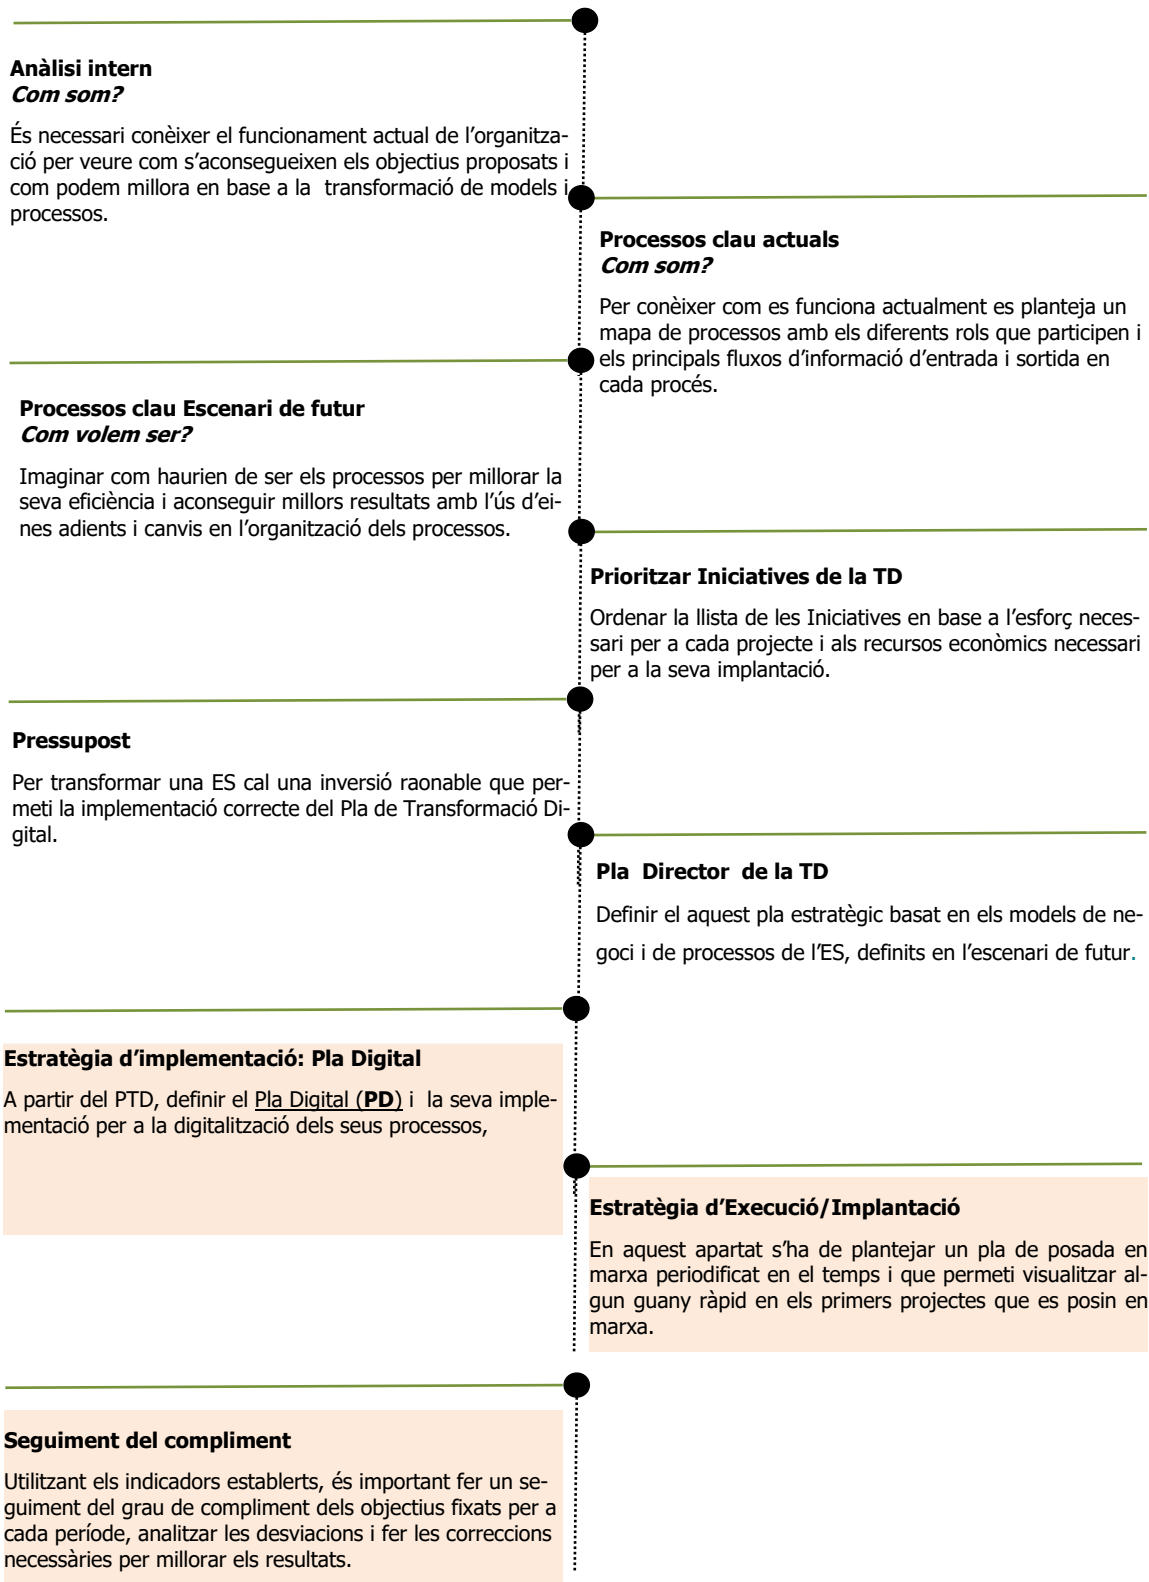 Anàlisi intern
Com som?
És necessari conèixer el funcionament actual de l’organitza-
ció per veure com s’aconsegueixen els objectius proposats i
com podem millora en base a la  transformació de models i
processos.
Processos clau actuals
Com som?
Per conèixer com es funciona actualment es planteja un
mapa de processos amb els diferents rols que participen i
els principals fluxos d’informació d’entrada i sortida en
cada procés.
Processos clau Escenari de futur
Com volem ser?
Imaginar com haurien de ser els processos per millorar la
seva eficiència i aconseguir millors resultats amb l’ús d’ei-
nes adients i canvis en l’organització dels processos.
Prioritzar Iniciatives de la TD
Ordenar la llista de les Iniciatives en base a l’esforç neces-
sari per a cada projecte i als recursos econòmics necessari
per a la seva implantació.
Pressupost
Per transformar una ES cal una inversió raonable que per-
meti la implementació correcte del Pla de Transformació Di-
gital.
Pla  Director  de la TD
Definir el aquest pla estratègic basat en els models de ne-
goci i de processos de l’ES, definits en l’escenari de futur.
Estratègia d’implementació: Pla Digital
A partir del PTD, definir el Pla Digital (PD) i  la seva imple-
mentació per a la digitalització dels seus processos,
Estratègia d’Execució/Implantació
En aquest apartat s’ha de plantejar un pla de posada en
marxa periodificat en el temps i que permeti visualitzar al-
gun guany ràpid en els primers projectes que es posin en
marxa.
Seguiment del compliment
Utilitzant els indicadors establerts, és important fer un se-
guiment del grau de compliment dels objectius fixats per a
cada període, analitzar les desviacions i fer les correccions
necessàries per millorar els resultats.